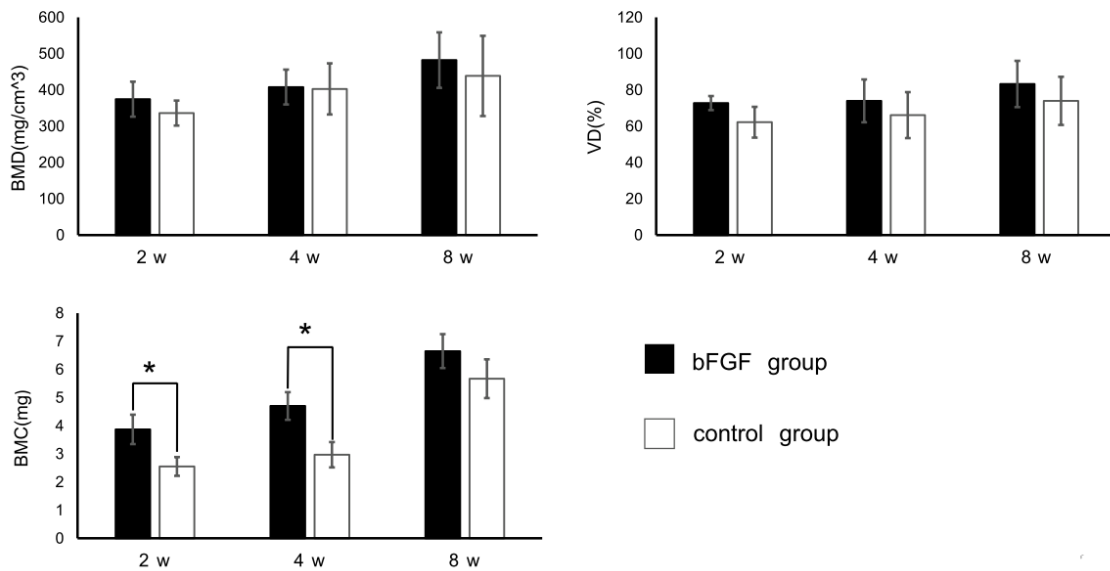 BMD(mg/cm^3)
600
500
400
300
200
100
0
2 w
4 w
8 w
VD(%)
120
100
80
60
40
20
0
2 w
4 w
8 w
BMC(mg)
8
7
6
5
4
3
2
1
0
*
*
2 w
4 w
8 w
bFGF group
control group